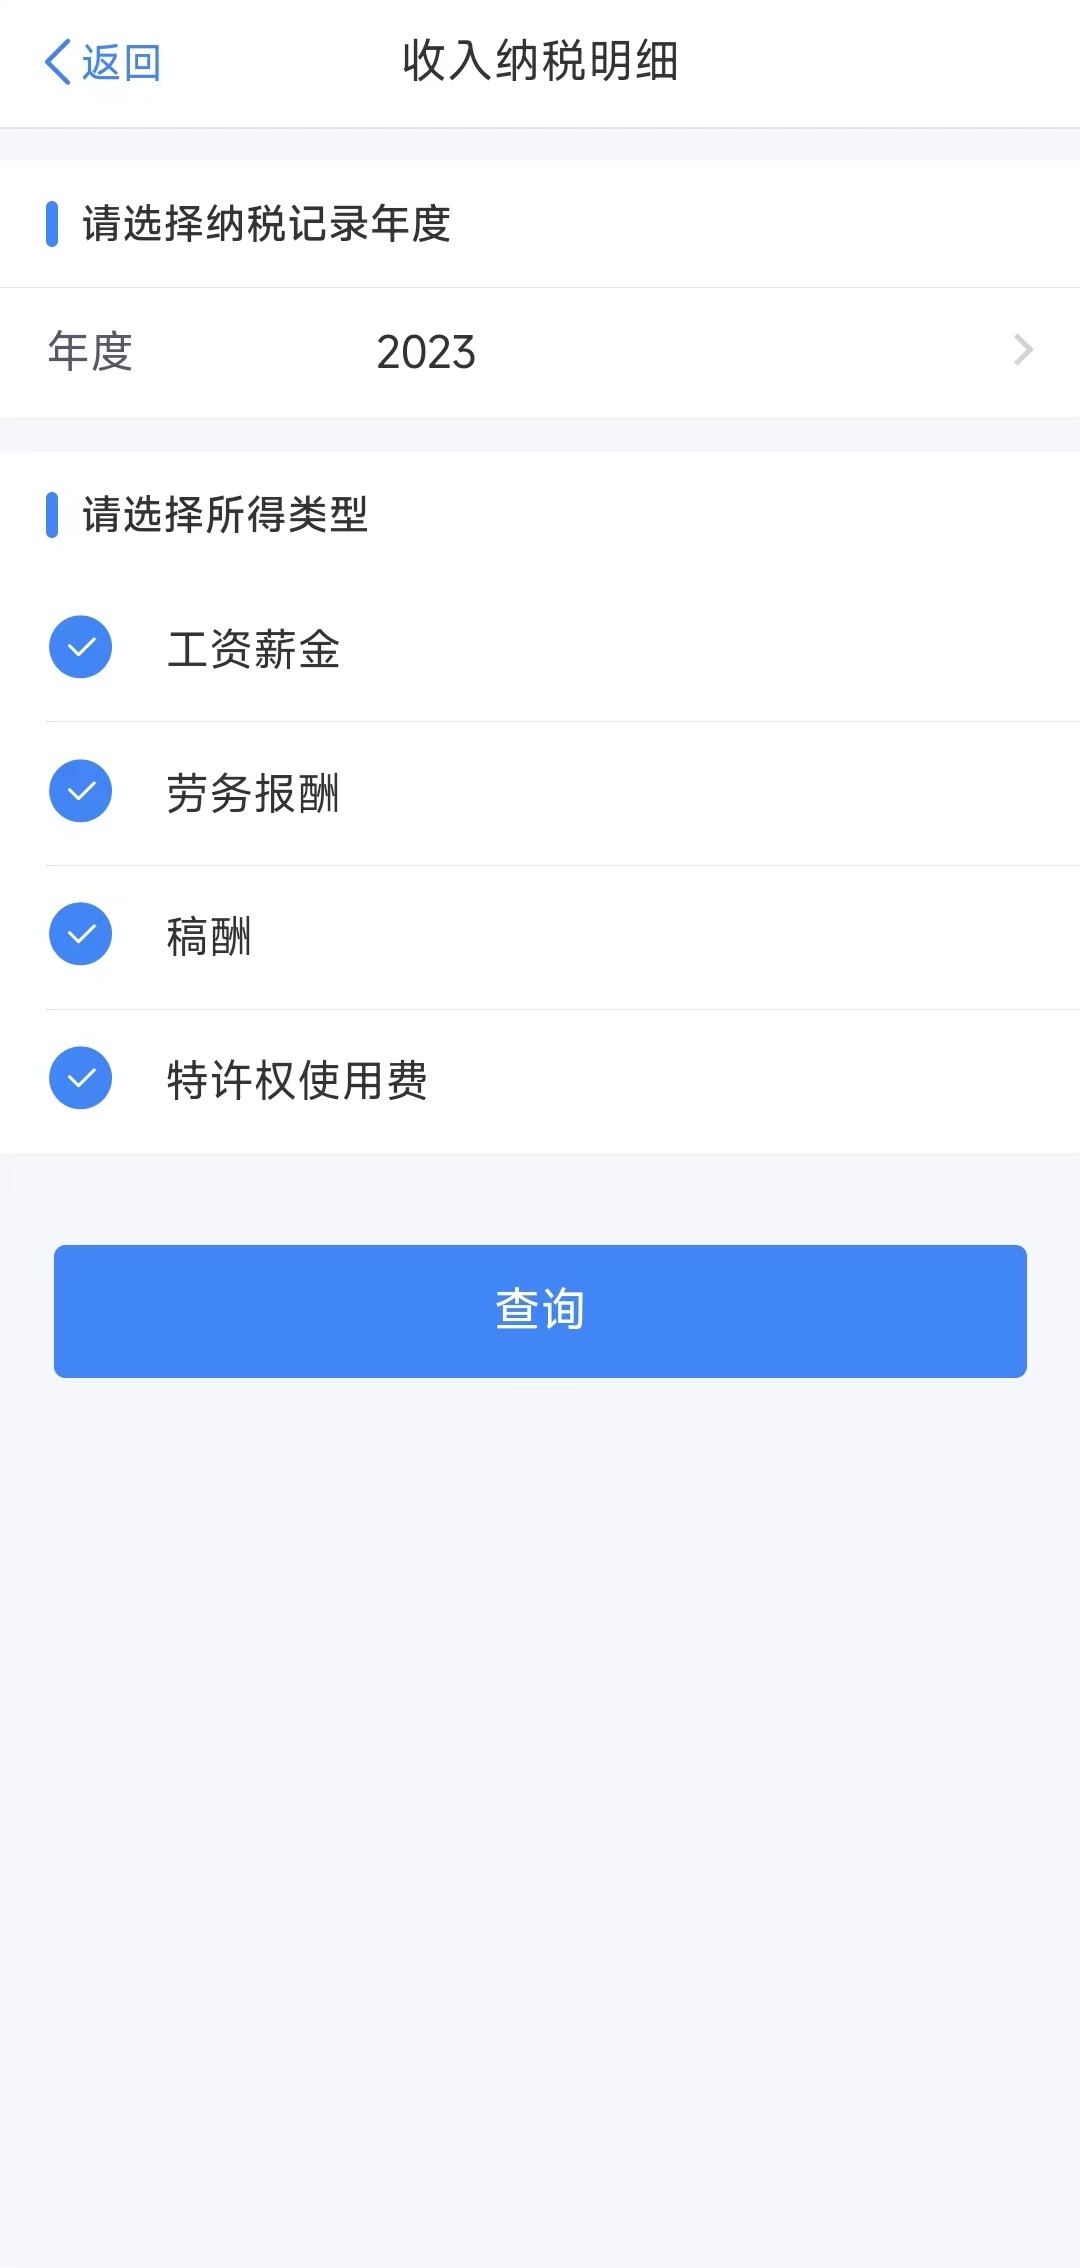 返回
收入纳税明细
请选择纳税记录年度
年度 2023
请选择所得类型
工资薪金
劳务报酬
稿酬
特许权使用费
查询